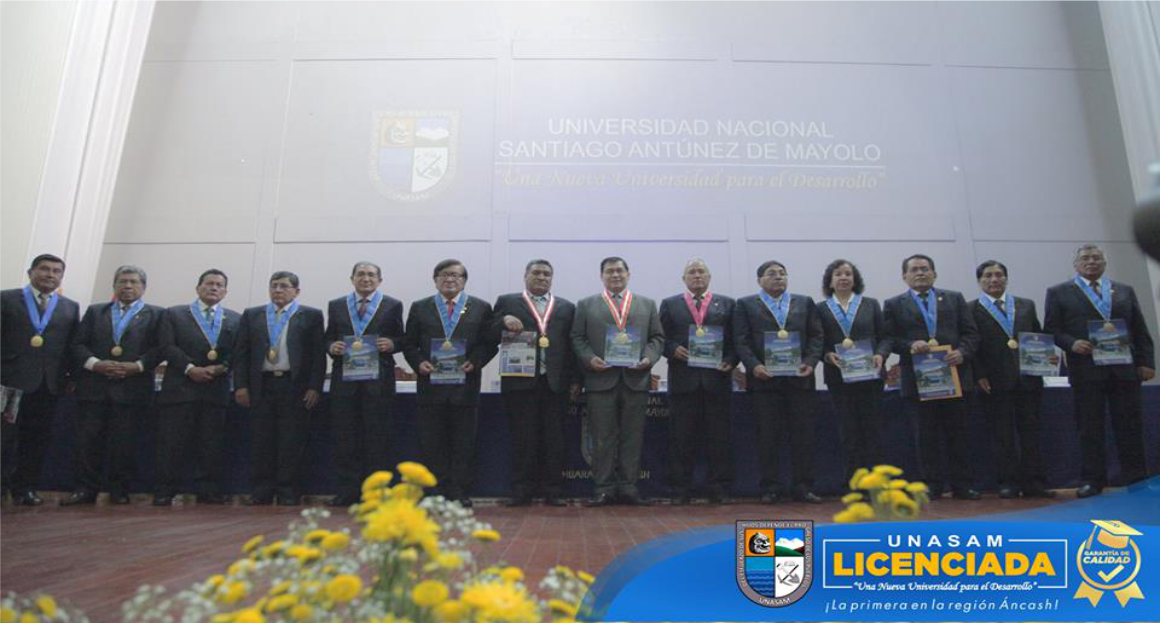 UNIVERSIDAD NACIONAL
SANTIAGO ANTÚNEZ DE MAYOLO
"Una Nueva Universidad para el Desarrollo"
UNASAM
LICENCIADA
"Una Nueva Universidad para el Desarrollo"
¡La primera en la región Áncash!
GARANTÍA DE
CALIDAD
UNASAM